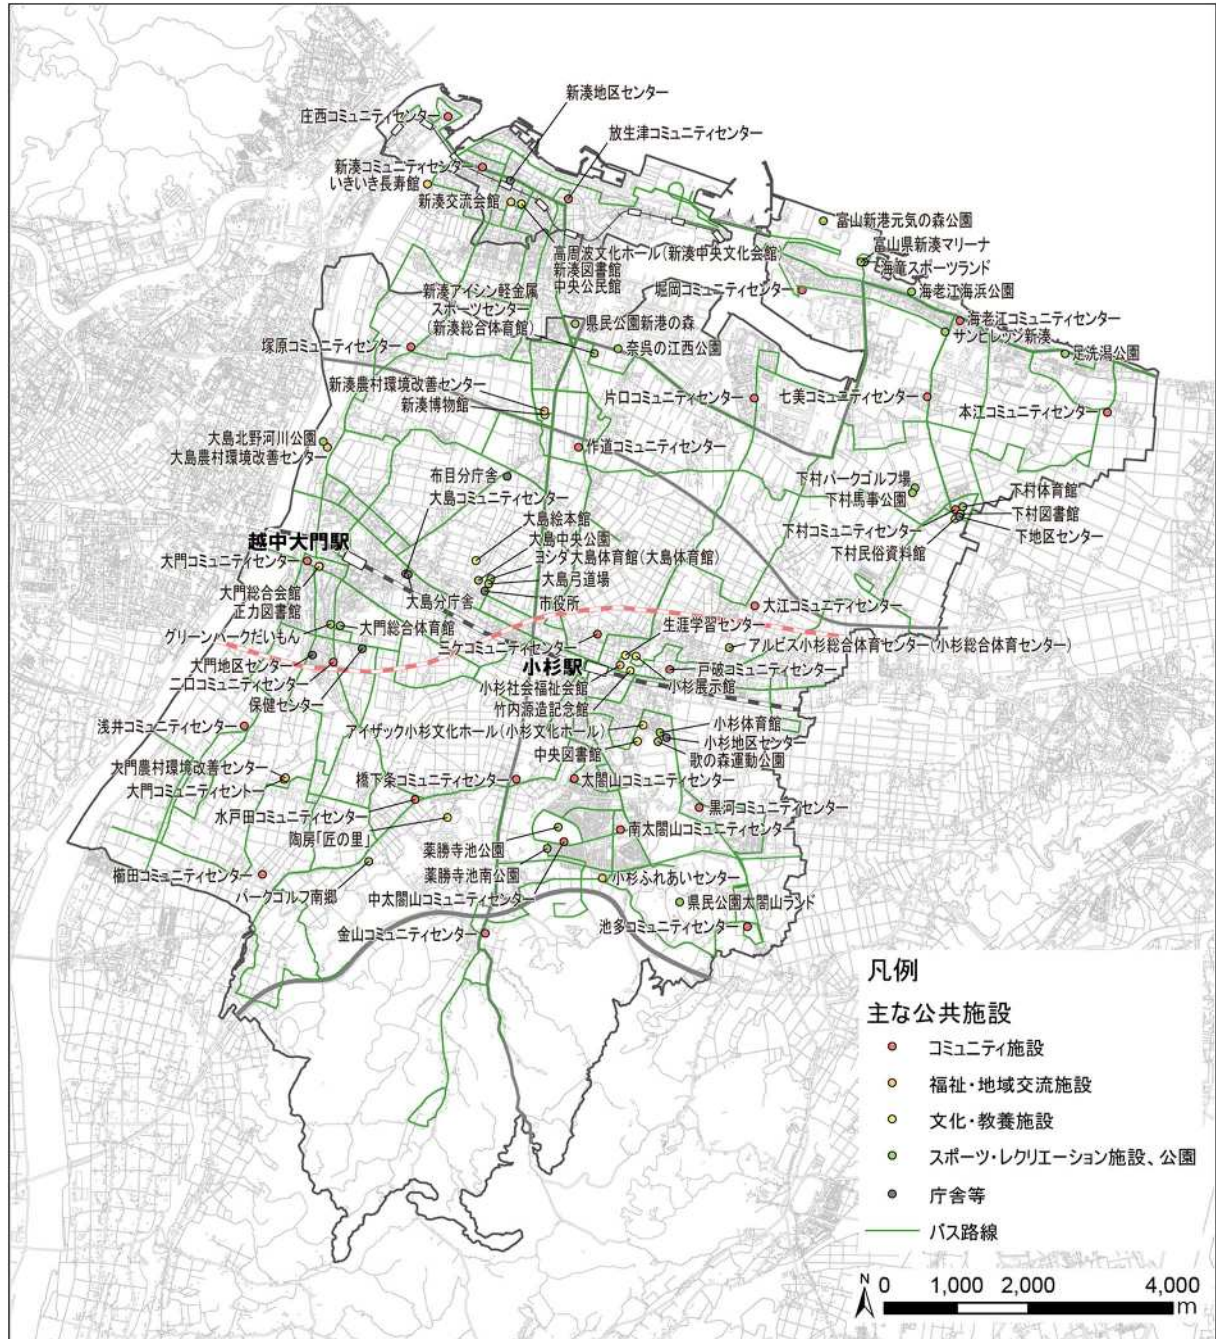 新湊地区センター
庄西コミュニティセンター
放生津コミュニティセンター
新湊コミュニティセンター
いきいき長寿館
新湊交流会館
富山新港元気の森公園
富山県新湊マリーナ
高周波文化ホール(新湊中央文化会館)
新湊図書館
中央公民館
海竜スポーツランド
新湊アイシン軽金属
スポーツセンター
(新湊総合体育館)
堀岡コミュニティセンター
海老江海浜公園
県民公園新港の森
海老江コミュニティセンター
サンビレッジ新湊
塚原コミュニティセンター
奈呉の江西公園
足洗潟公園
新湊農村環境改善センター
新湊博物館
片口コミュニティセンター
七美コミュニティセンター
本江コミュニティセンター
大島北野河川公園
大島農村環境改善センター
作道コミュニティセンター
布目分庁舎
大島コミュニティセンター
下村パークゴルフ場
下村馬事公園
下村体育館
下村図書館
下地区センター
下村コミュニティセンター
下村民俗資料館
大島絵本館
大島中央公園
越中大門駅
ヨシダ大島体育館(大島体育館)
大門コミュニティセンター
大島弓道場
大門総合会館
正力図書館
大島分庁舎
市役所
大江コミュニティセンター
グリーンパークだいもん
大門総合体育館
生涯学習センター
三ケコミュニティセンター
アルビス小杉総合体育センター(小杉総合体育センター)
大門地区センター
二口コミュニティセンター
小杉駅
戸破コミュニティセンター
小杉社会福祉会館
小杉展示館
保健センター
竹内源造記念館
浅井コミュニティセンター
アイザック小杉文化ホール(小杉文化ホール)
小杉体育館
小杉地区センター
中央図書館
歌の森運動公園
大門農村環境改善センター
大門コミュニティセントー
橋下条コミュニティセンター
太閤山コミュニティセンター
水戸田コミュニティセンター
黒河コミュニティセンター
陶房「匠の里」
南太閤山コミュニティセンター
薬勝寺池公園
櫛田コミュニティセンター
薬勝寺池南公園
小杉ふれあいセンター
パークゴルフ南郷
中太閤山コミュニティセンター
県民公園太閤山ランド
金山コミュニティセンター
池多コミュニティセンター
凡例
主な公共施設
コミュニティ施設
福祉・地域交流施設
文化・教養施設
スポーツ・レクリエーション施設、公園
庁舎等
バス路線
N
0 1,000 2,000 4,000
m